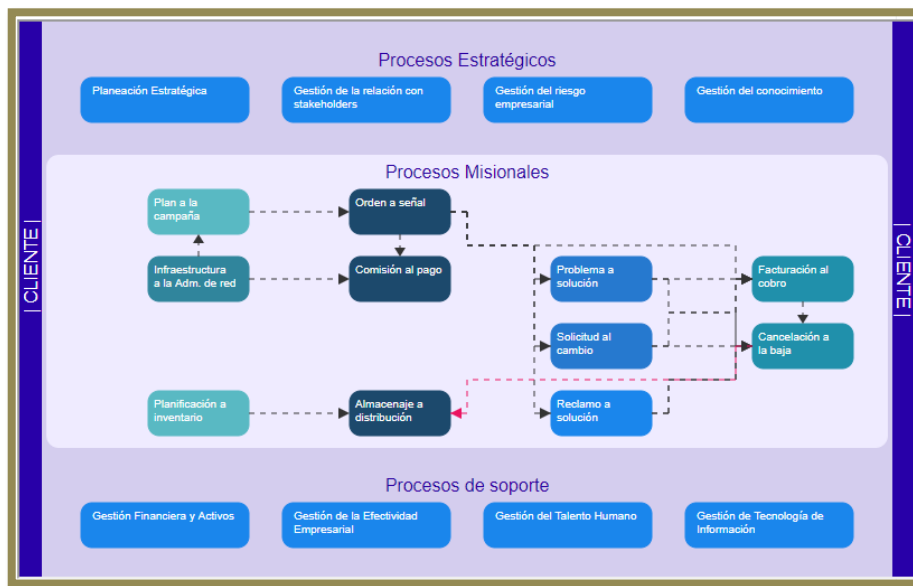 Procesos Estratégicos
Planeación Estratégica
Gestión de la relación con
stakeholders
Gestión del riesgo
empresarial
Gestión del conocimiento
| CLIENTE |
Procesos Misionales
Plan a la
campaña
Orden a señal
Infraestructura
a la Adm. de red
Comisión al pago
Problema a
solución
Facturación al
cobro
Solicitud al
cambio
Cancelación a
la baja
Planificación a
inventario
Almacenaje a
distribución
Reclamo a
solución
| CLIENTE |
Procesos de soporte
Gestión Financiera y Activos
Gestión de la Efectividad
Empresarial
Gestión del Talento Humano
Gestión de Tecnología de
Información